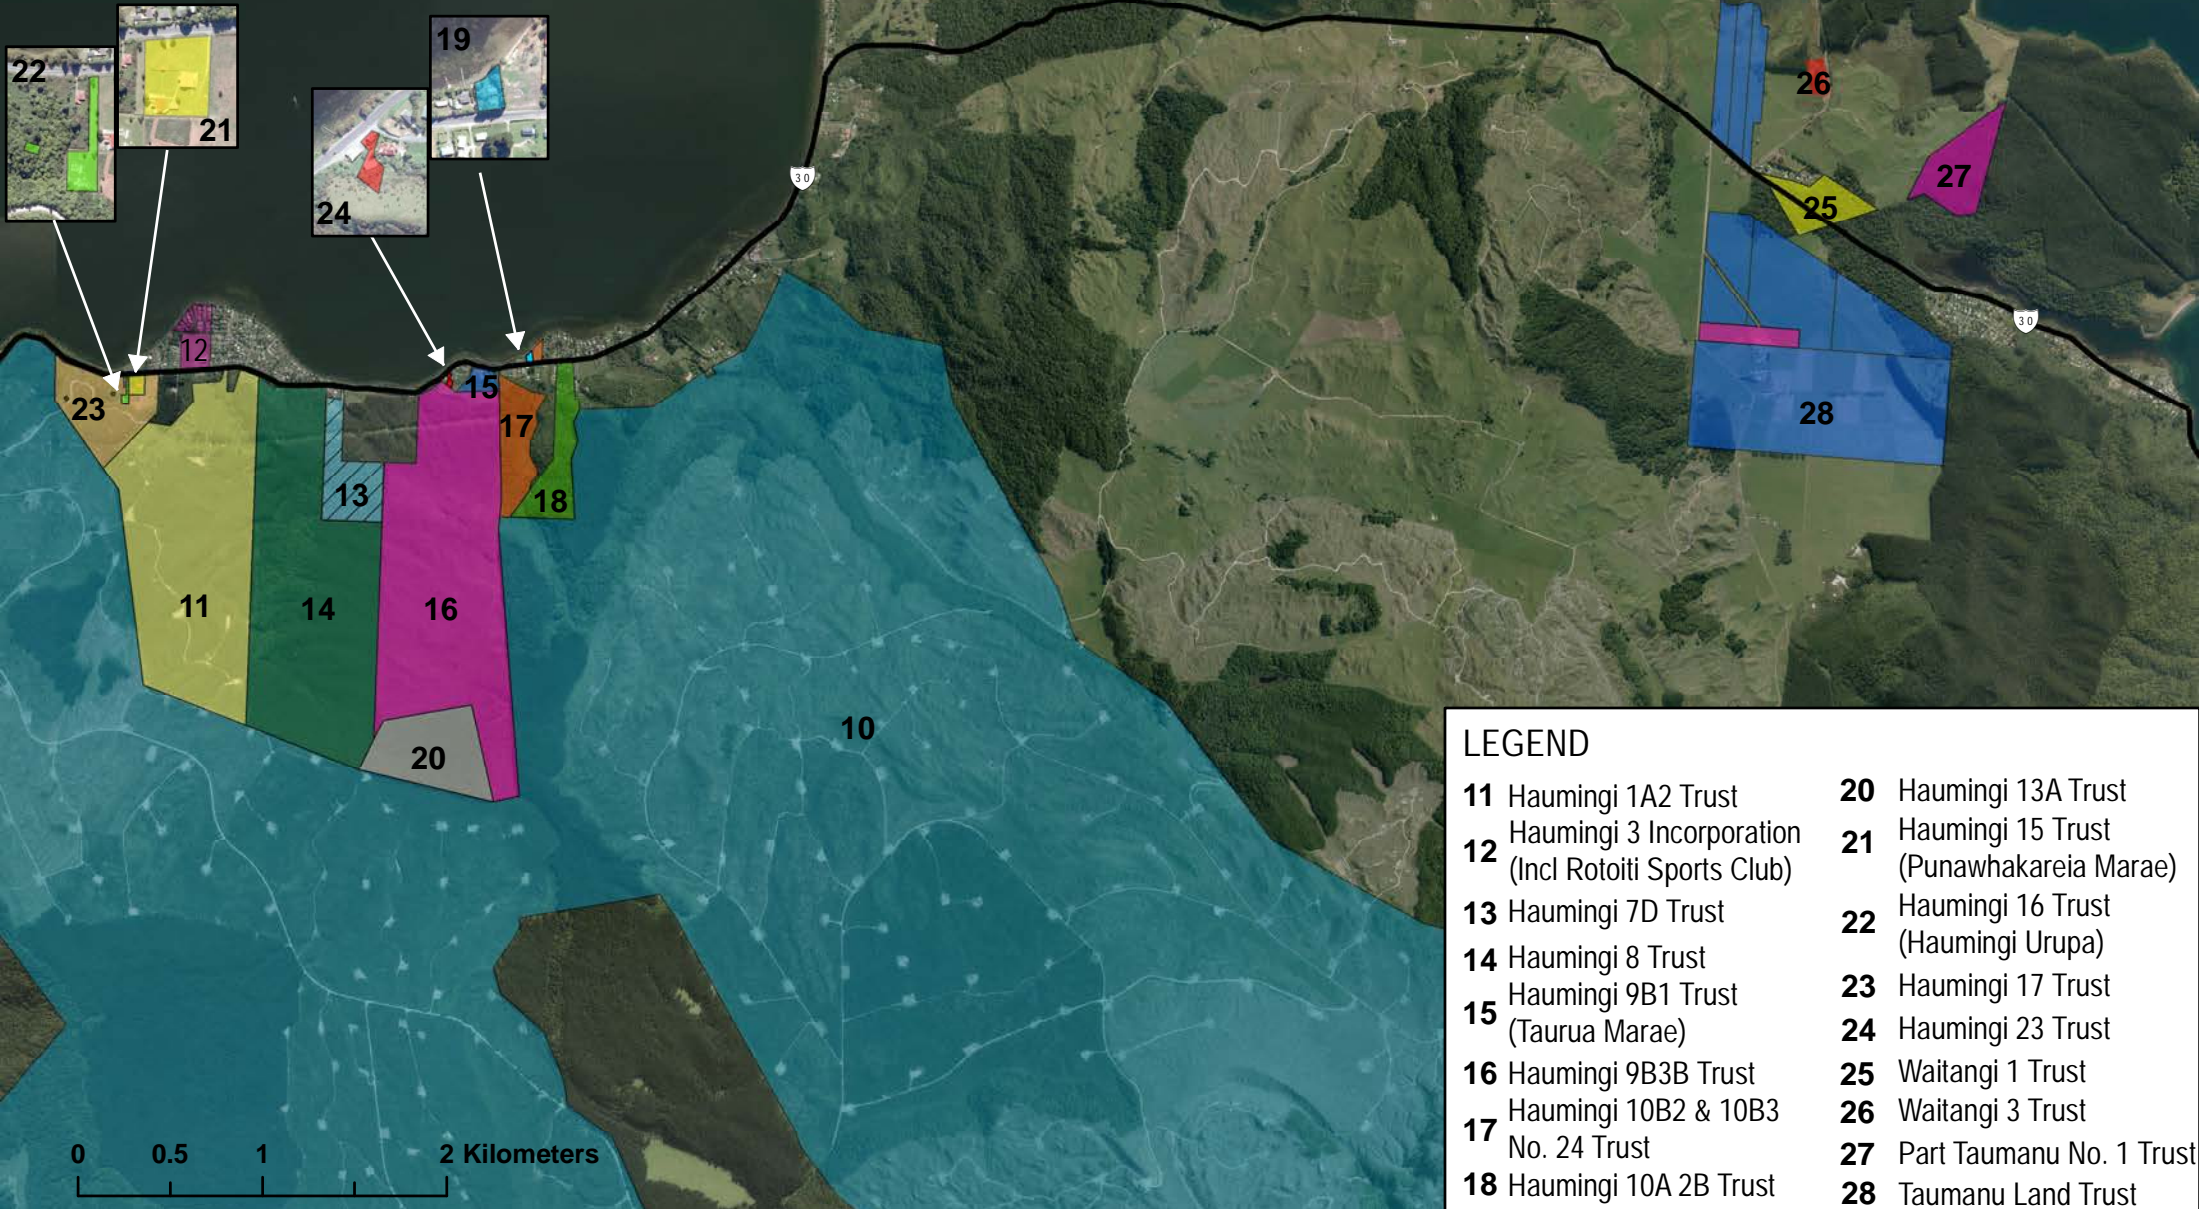 19
22
21
24
26
27
25
30
30
12
15
23
17
28
13
18
11
14
16
10
20
LEGEND
11 Haumingi 1A2 Trust
12 Haumingi 3 Incorporation
(Incl Rotoiti Sports Club)
13 Haumingi 7D Trust
14 Haumingi 8 Trust
15 Haumingi 9B1 Trust
(Taurua Marae)
16 Haumingi 9B3B Trust
17 Haumingi 10B2 & 10B3
No. 24 Trust
18 Haumingi 10A 2B Trust
20 Haumingi 13A Trust
21 Haumingi 15 Trust
(Punawhakareia Marae)
22 Haumingi 16 Trust
(Haumingi Urupa)
23 Haumingi 17 Trust
24 Haumingi 23 Trust
25 Waitangi 1 Trust
26 Waitangi 3 Trust
27 Part Taumanu No. 1 Trust
28 Taumanu Land Trust
0 0.5 1 2 Kilometers